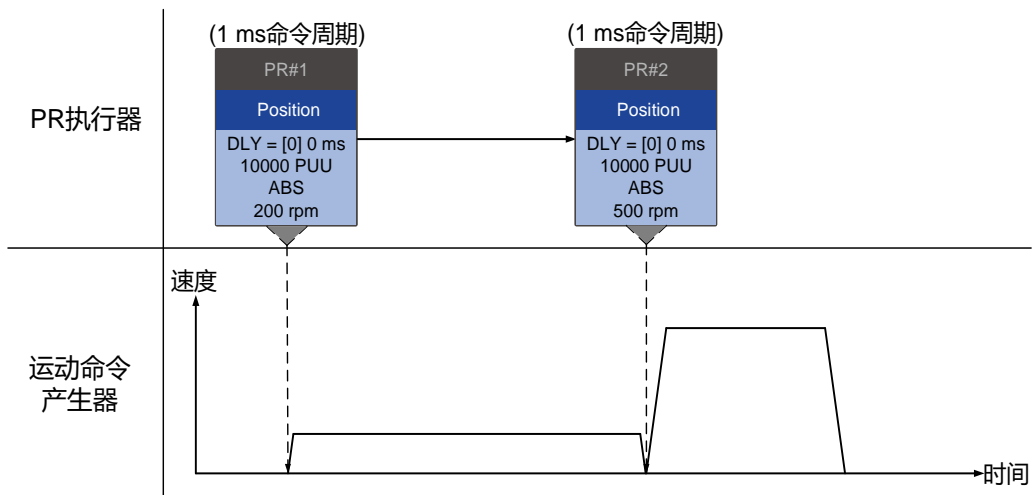 (1 ms命令周期)
(1 ms命令周期)
PR执行器
PR#1
Position
DLY = [0] 0 ms
10000 PUU
ABS
200 rpm
PR#2
Position
DLY = [0] 0 ms
10000 PUU
ABS
500 rpm
运动命令
产生器
速度
时间